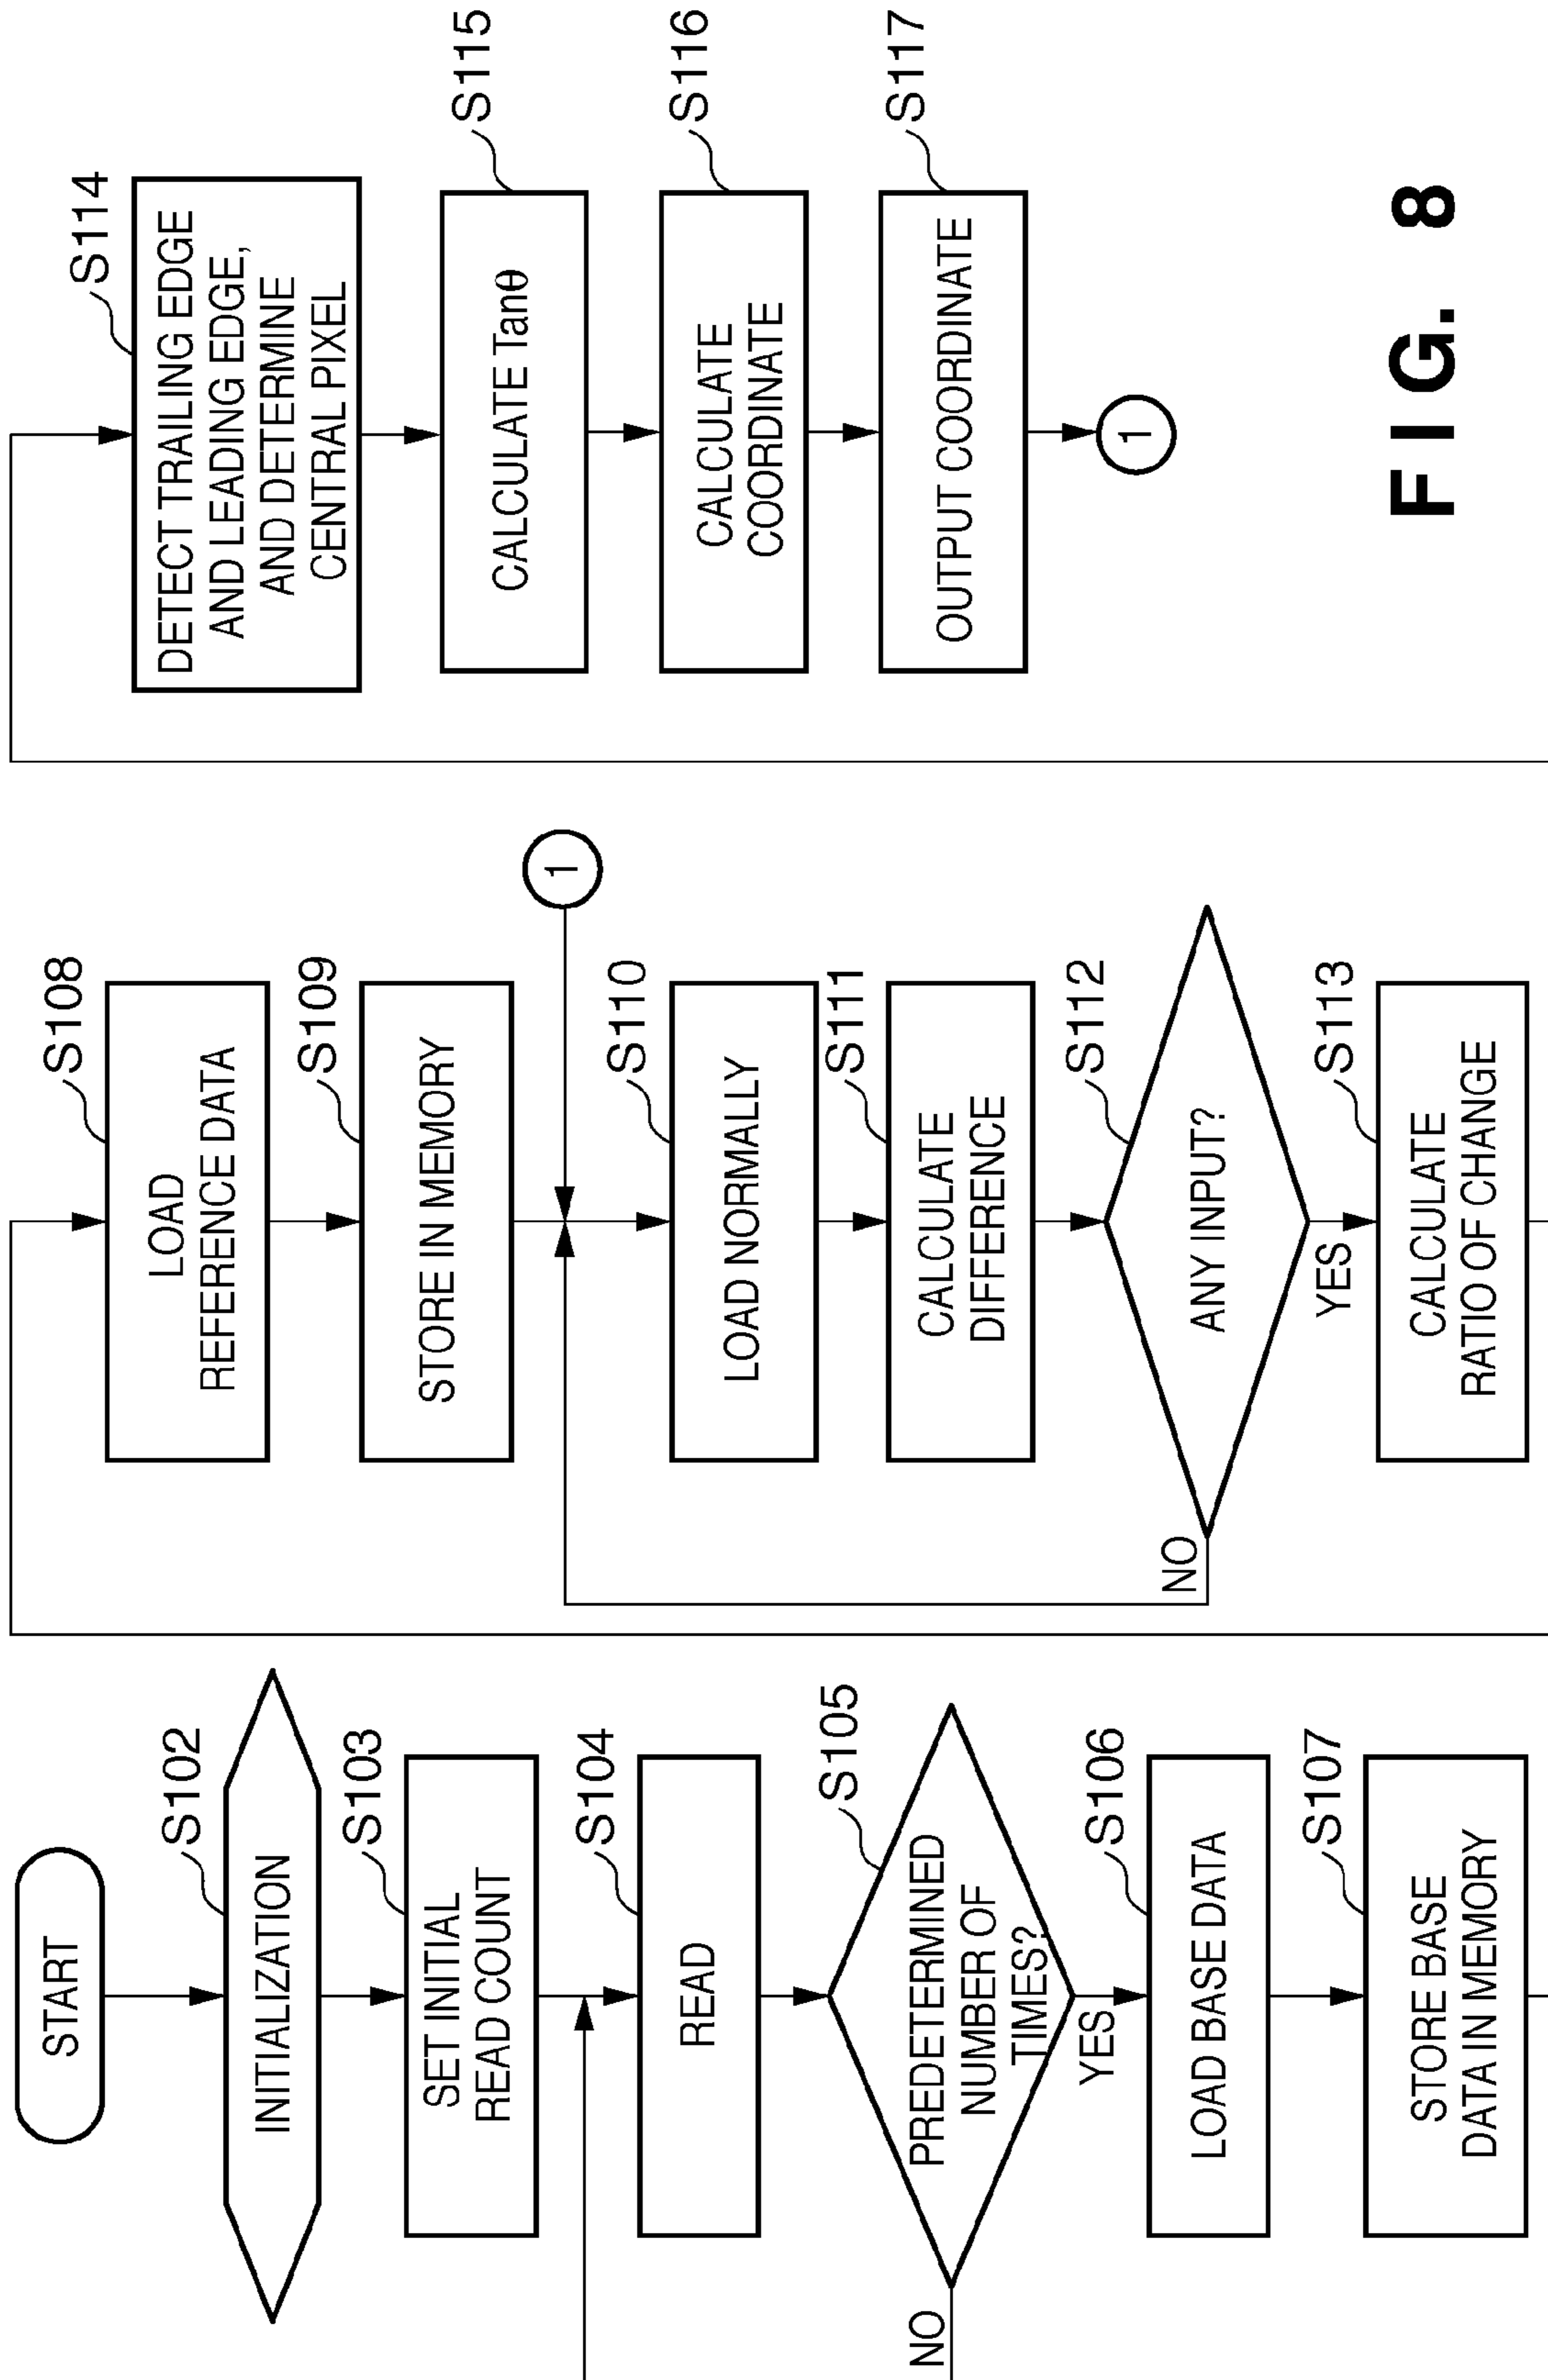 START
S102
INITIALIZATION
S103
SET INITIAL
READ COUNT
S104
READ
S105
PREDETERMINED
NUMBER OF
TIMES?
NO
YES
S106
LOAD BASE DATA
S107
STORE BASE
DATA IN MEMORY
S108
LOAD
REFERENCE DATA
S109
STORE IN MEMORY
1
S110
LOAD NORMALLY
S111
CALCULATE
DIFFERENCE
S112
ANY INPUT?
NO
YES
S113
CALCULATE
RATIO OF CHANGE
S114
DETECT TRAILING EDGE
AND LEADING EDGE,
AND DETERMINE
CENTRAL PIXEL
S115
CALCULATE Tanθ
S116
CALCULATE
COORDINATE
S117
OUTPUT COORDINATE
1
FIG. 8